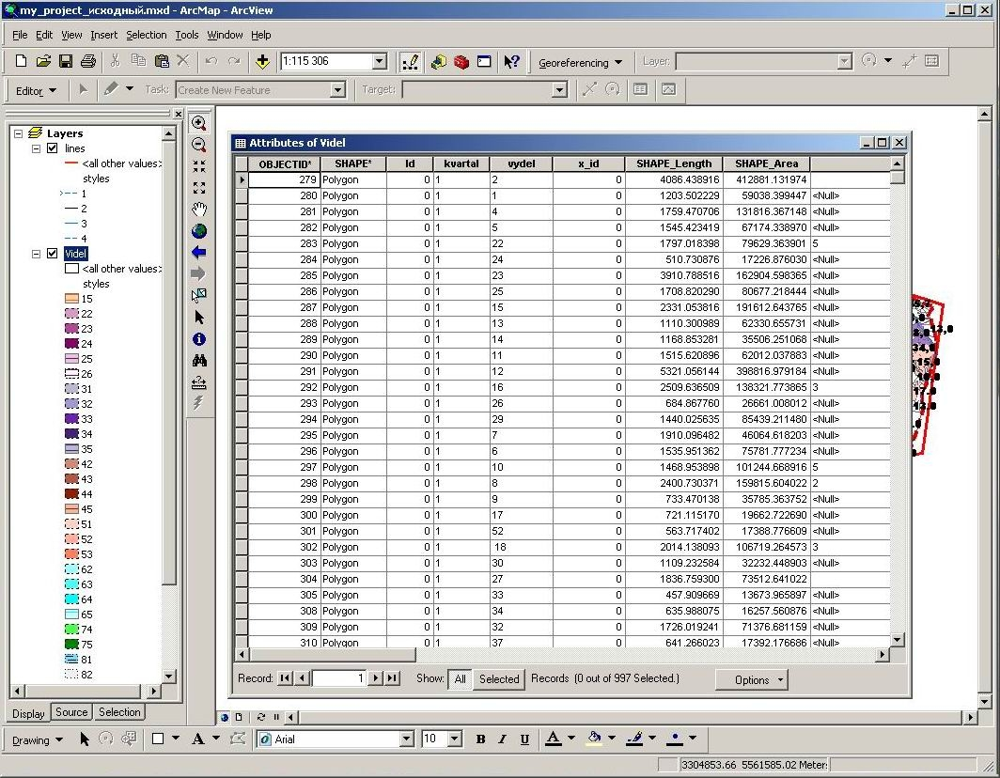 my_project_исходный.mxd - ArcMap - ArcView
File Edit View Insert Selection Tools Window Help
1:115 306 Georeferencing Layer:
Editor Task: Create New Feature Target:
Layers
lines
<all other values>
styles
1
2
3
4
Videl
<all other values>
styles
15
22
23
24
25
26
31
32
33
34
35
42
43
44
45
51
52
53
62
63
64
65
74
75
81
82
Display Source Selection
Attributes of Videl
OBJECTID* SHAPE* Id kvartal vydel x_id SHAPE_Length SHAPE_Area
279 Polygon 0 1 2 0 4086.438916 412881.131974
280 Polygon 0 1 1 0 1203.502229 59038.399447 <Null>
281 Polygon 0 1 4 0 1759.470706 131816.367148 <Null>
282 Polygon 0 1 5 0 1545.423419 67174.338970 <Null>
283 Polygon 0 1 22 0 1797.018398 79629.363901 5
284 Polygon 0 1 24 0 510.730876 17226.876030 <Null>
285 Polygon 0 1 23 0 3910.788516 162904.598365 <Null>
286 Polygon 0 1 25 0 1708.820290 80677.218444 <Null>
287 Polygon 0 1 15 0 2331.053816 191612.643765 <Null>
288 Polygon 0 1 13 0 1110.300989 62330.655731 <Null>
289 Polygon 0 1 14 0 1168.853281 35506.251068 <Null>
290 Polygon 0 1 11 0 1515.620896 62012.037883 <Null>
291 Polygon 0 1 12 0 5321.056144 398816.979184 <Null>
292 Polygon 0 1 16 0 2509.636509 138321.773865 3
293 Polygon 0 1 26 0 684.867760 26661.008012 <Null>
294 Polygon 0 1 29 0 1440.025635 85439.211480 <Null>
295 Polygon 0 1 7 0 1910.096482 46064.618203 <Null>
296 Polygon 0 1 6 0 1535.951362 75781.777234 <Null>
297 Polygon 0 1 10 0 1468.953898 101244.668916 5
298 Polygon 0 1 8 0 2400.730371 159815.604022 2
299 Polygon 0 1 9 0 733.470138 35785.363752 <Null>
300 Polygon 0 1 17 0 721.115170 19662.722690 <Null>
301 Polygon 0 1 52 0 563.717402 17388.776609 <Null>
302 Polygon 0 1 18 0 2014.138093 106719.264573 3
303 Polygon 0 1 30 0 1109.232584 32232.448903 <Null>
304 Polygon 0 1 27 0 1836.759300 73512.641022
305 Polygon 0 1 33 0 457.909669 13673.965897 <Null>
308 Polygon 0 1 34 0 635.988075 16257.560876 <Null>
309 Polygon 0 1 32 0 1726.019241 71376.681159 <Null>
310 Polygon 0 1 37 0 641.266023 17392.176686 <Null>
Record: 1 Show: All Selected Records (0 out of 997 Selected.) Options
Drawing A Arial 10 B I U A
3304853.66 5561585.02 Meters